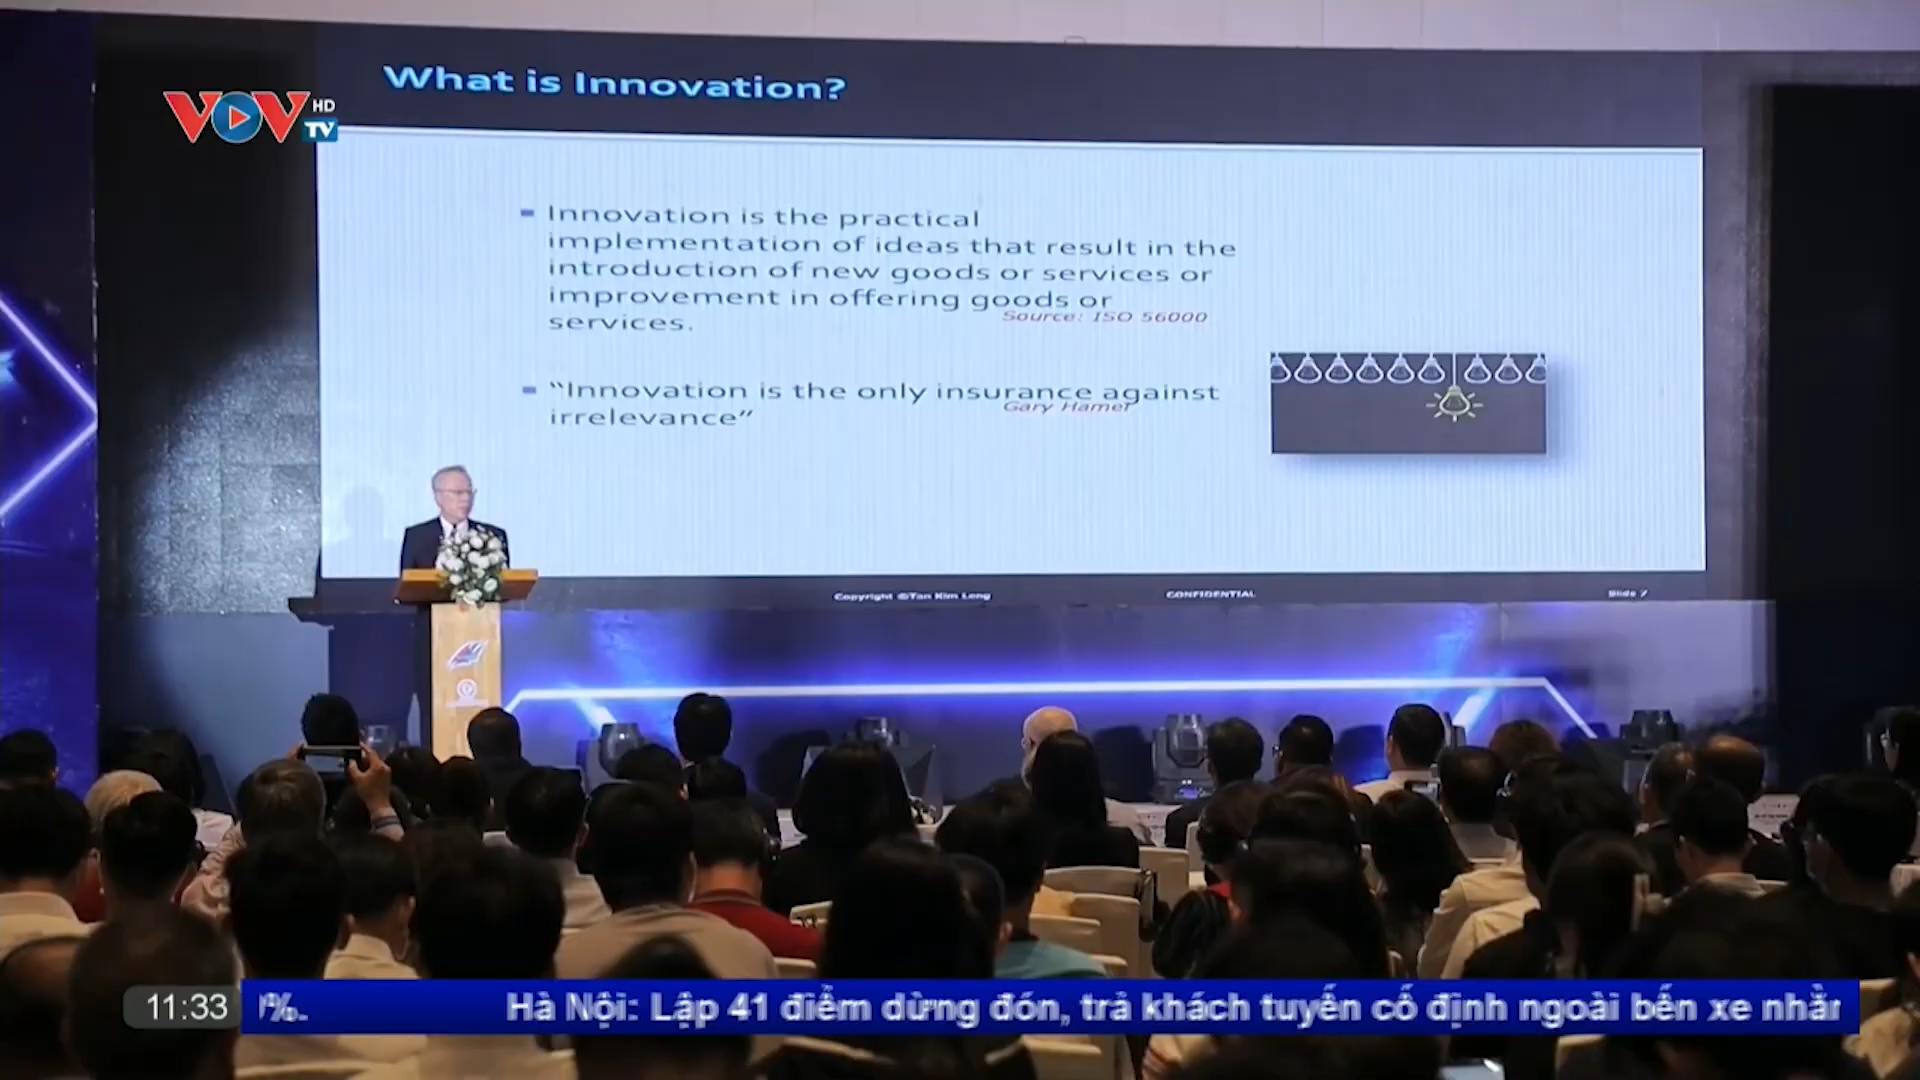 What is Innovation?
VOV HD
TV
Innovation is the practical
implementation of ideas that result in the
introduction of new goods or services or
improvement in offering goods or
services.
Source: ISO 56000
“Innovation is the only insurance against
irrelevance”
Gary Hamel
Copyright ©Tan Kim Leng
CONFIDENTIAL
Slide 7
11:33
%.
Hà Nội: Lập 41 điểm dừng đón, trả khách tuyến cố định ngoài bến xe nhằm